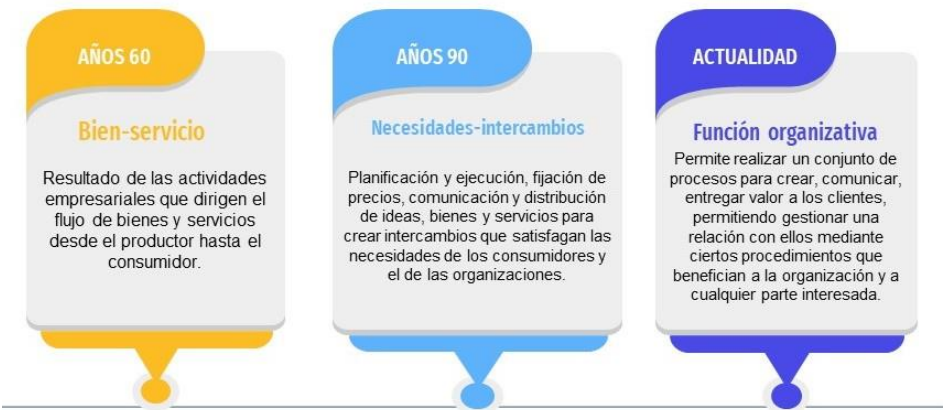 AÑOS 60
Bien-servicio
Resultado de las actividades
empresariales que dirigen el
flujo de bienes y servicios
desde el productor hasta el
consumidor.
AÑOS 90
Necesidades-intercambios
Planificación y ejecución, fijación de
precios, comunicación y distribución
de ideas, bienes y servicios para
crear intercambios que satisfagan las
necesidades de los consumidores y
el de las organizaciones.
ACTUALIDAD
Función organizativa
Permite realizar un conjunto de
procesos para crear, comunicar,
entregar valor a los clientes,
permitiendo gestionar una
relación con ellos mediante
ciertos procedimientos que
benefician a la organización y a
cualquier parte interesada.